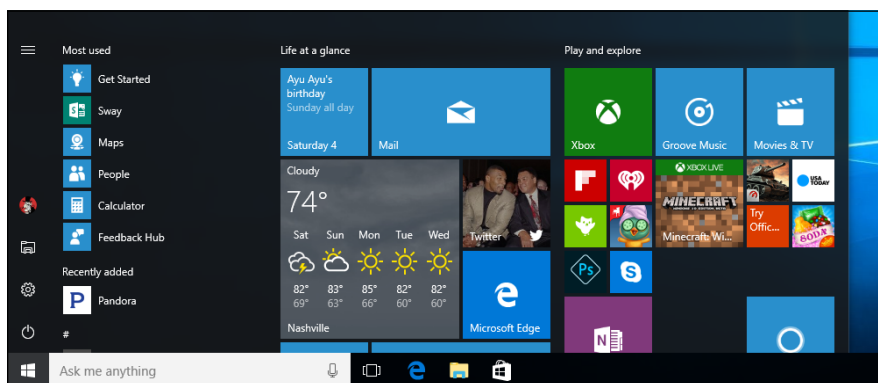 Most used
Get Started
Sway
Maps
People
Calculator
Feedback Hub
Recently added
Pandora
#
Life at a glance
Ayu Ayu's
birthday
Sunday all day
Saturday 4
Mail
Cloudy
74°
Sat Sun Mon Tue Wed
82° 83° 85° 82° 82°
69° 63° 66° 60° 60°
Nashville
Twitter
Microsoft Edge
Play and explore
Xbox
Groove Music
Movies & TV
XBOX LIVE
MINECRAFT
Minecraft: Wi...
USA
TODAY
Try
Offic...
SODA
Ps
S
N
Ask me anything